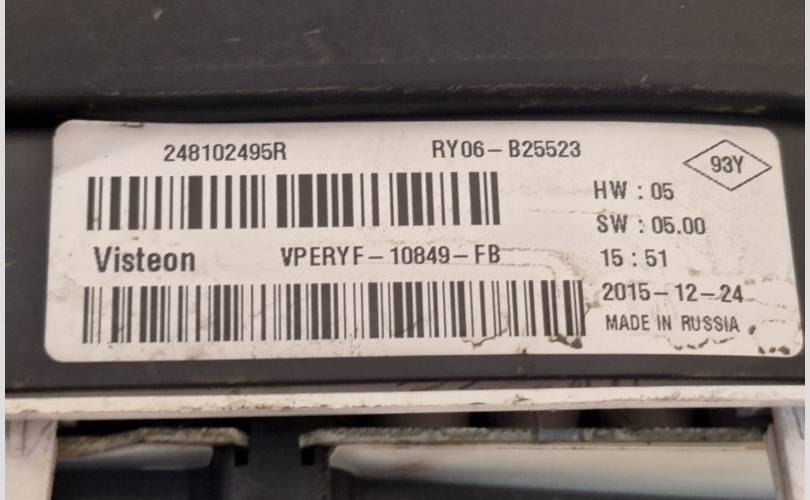 248102495R RY06-B25523
93Y
HW : 05
SW : 05.00
Visteon VPERYF-10849-FB
15 : 51
2015-12-24
MADE IN RUSSIA